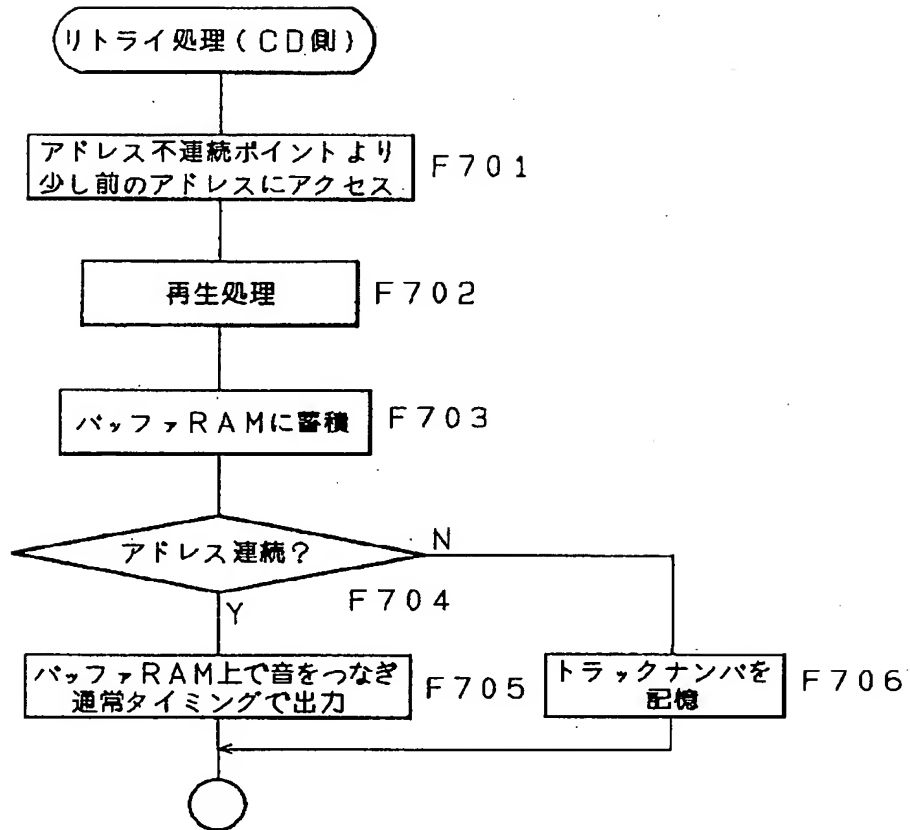 リトライ処理(CD側)
アドレス不連続ポイントより
少し前のアドレスにアクセス
F701
再生処理
F702
バッファRAMに蓄積
F703
アドレス連続?
N
F704
Y
バッファRAM上で音をつなぎ
通常タイミングで出力
F705
トラックナンバを
記憶
F706